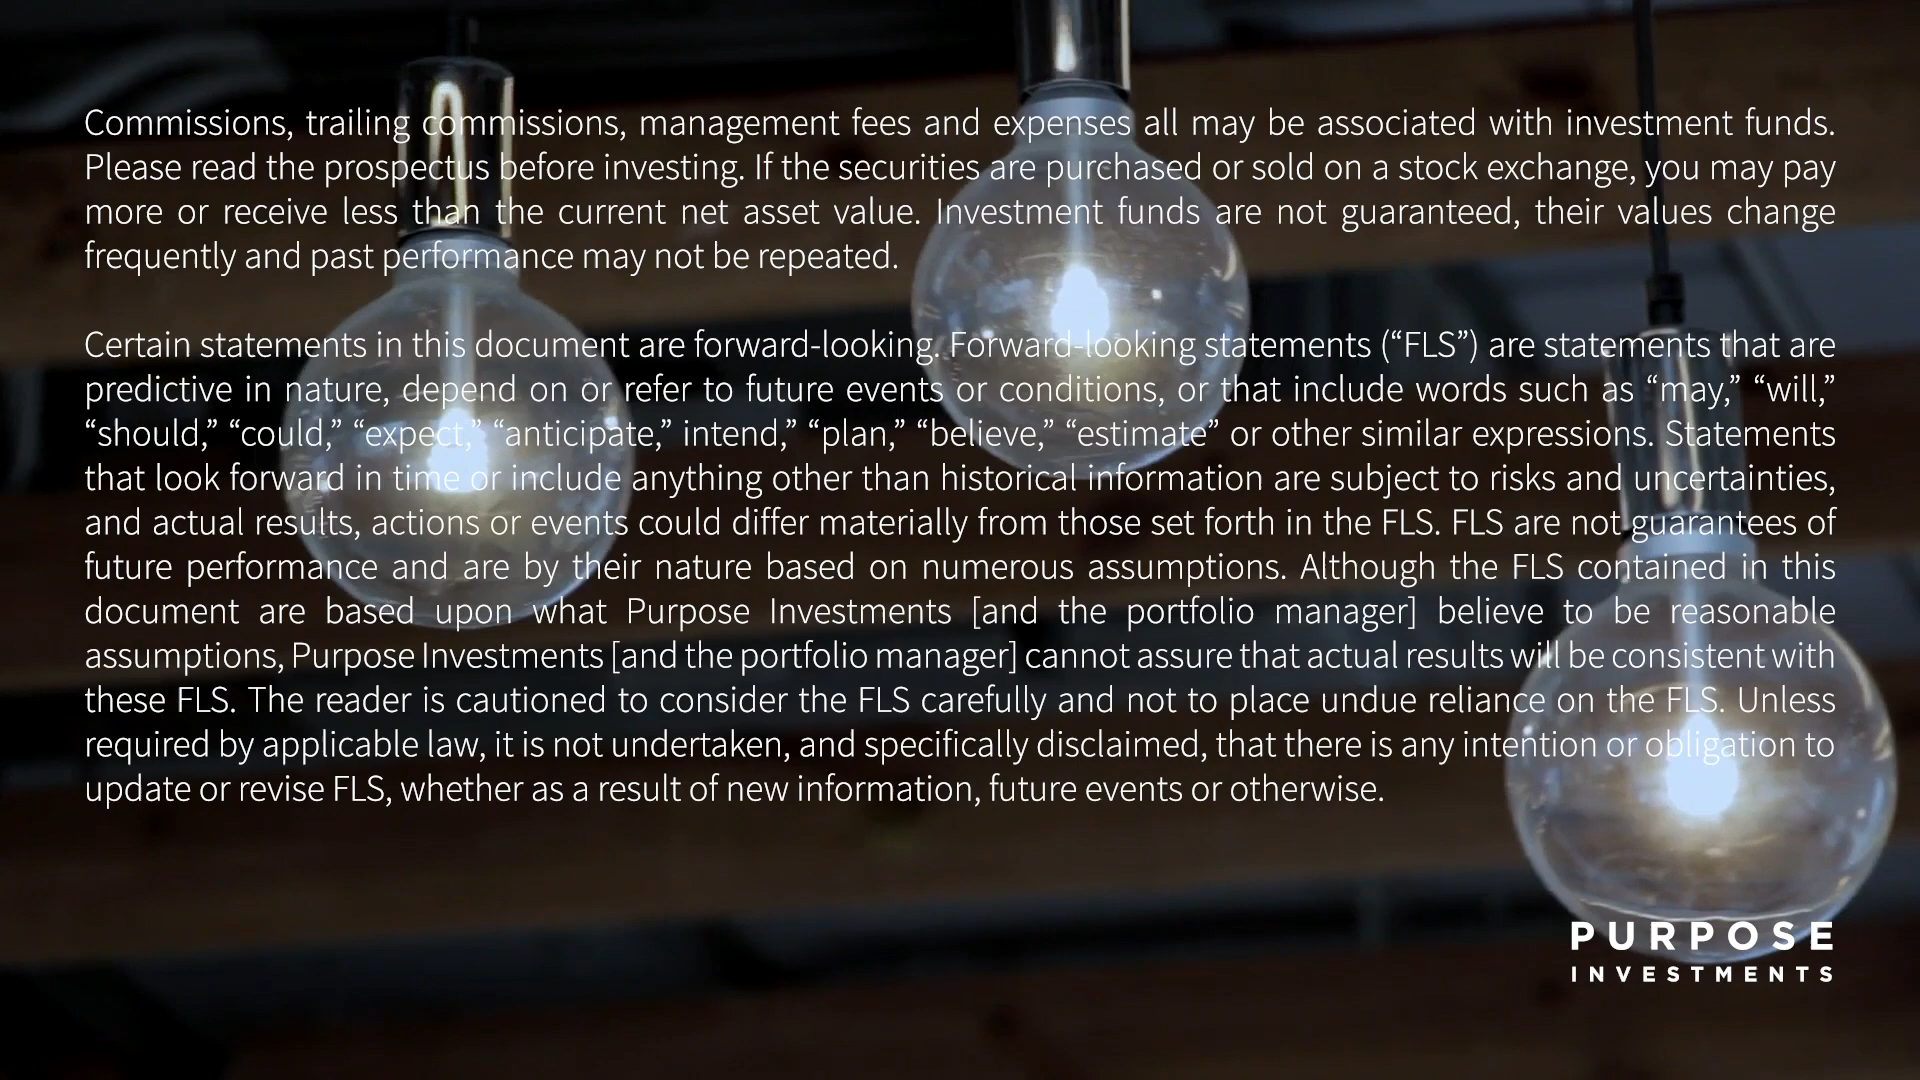 Commissions, trailing commissions, management fees and expenses all may be associated with investment funds.
Please read the prospectus before investing. If the securities are purchased or sold on a stock exchange, you may pay
more or receive less than the current net asset value. Investment funds are not guaranteed, their values change
frequently and past performance may not be repeated.
Certain statements in this document are forward-looking. Forward-looking statements (“FLS”) are statements that are
predictive in nature, depend on or refer to future events or conditions, or that include words such as “may,” “will,”
“should,” “could,” “expect,” “anticipate,” intend,” “plan,” “believe,” “estimate” or other similar expressions. Statements
that look forward in time or include anything other than historical information are subject to risks and uncertainties,
and actual results, actions or events could differ materially from those set forth in the FLS. FLS are not guarantees of
future performance and are by their nature based on numerous assumptions. Although the FLS contained in this
document are based upon what Purpose Investments [and the portfolio manager] believe to be reasonable
assumptions, Purpose Investments [and the portfolio manager] cannot assure that actual results will be consistent with
these FLS. The reader is cautioned to consider the FLS carefully and not to place undue reliance on the FLS. Unless
required by applicable law, it is not undertaken, and specifically disclaimed, that there is any intention or obligation to
update or revise FLS, whether as a result of new information, future events or otherwise.
PURPOSE
INVESTMENTS